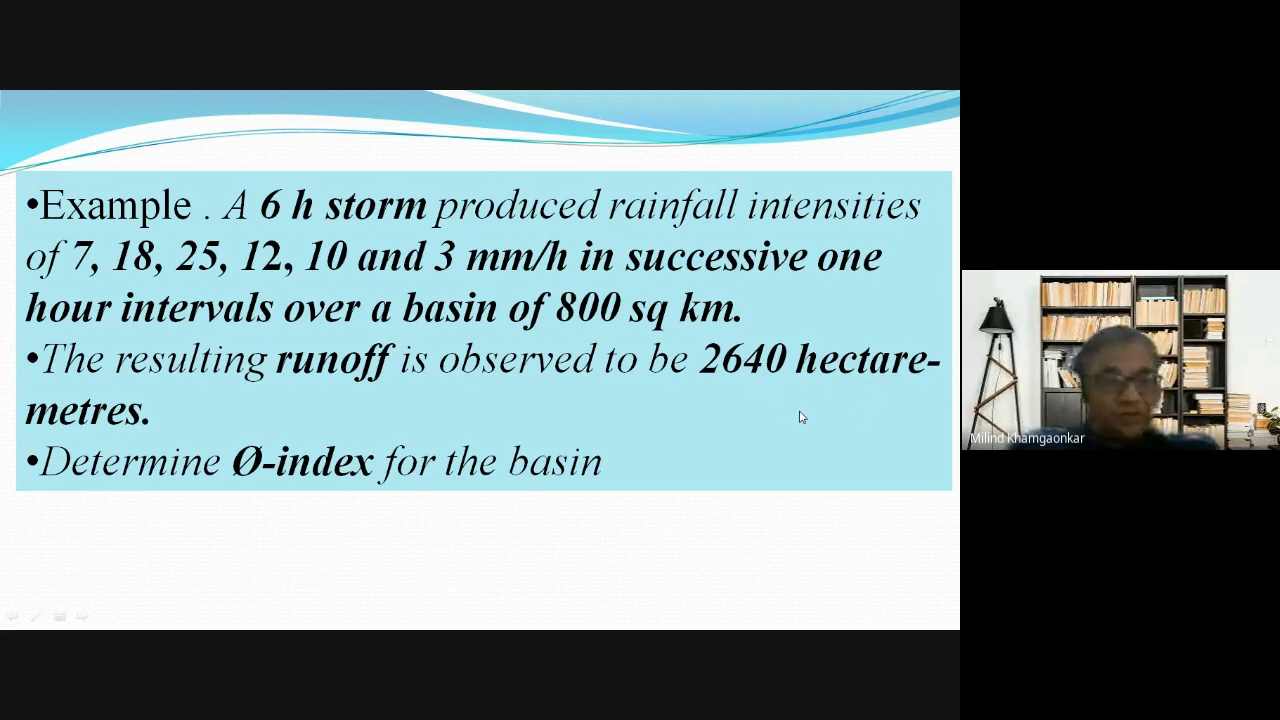 •Example . A 6 h storm produced rainfall intensities
of 7, 18, 25, 12, 10 and 3 mm/h in successive one
hour intervals over a basin of 800 sq km.
•The resulting runoff is observed to be 2640 hectare-
metres.
•Determine Ø-index for the basin
Milind Khamgaonkar